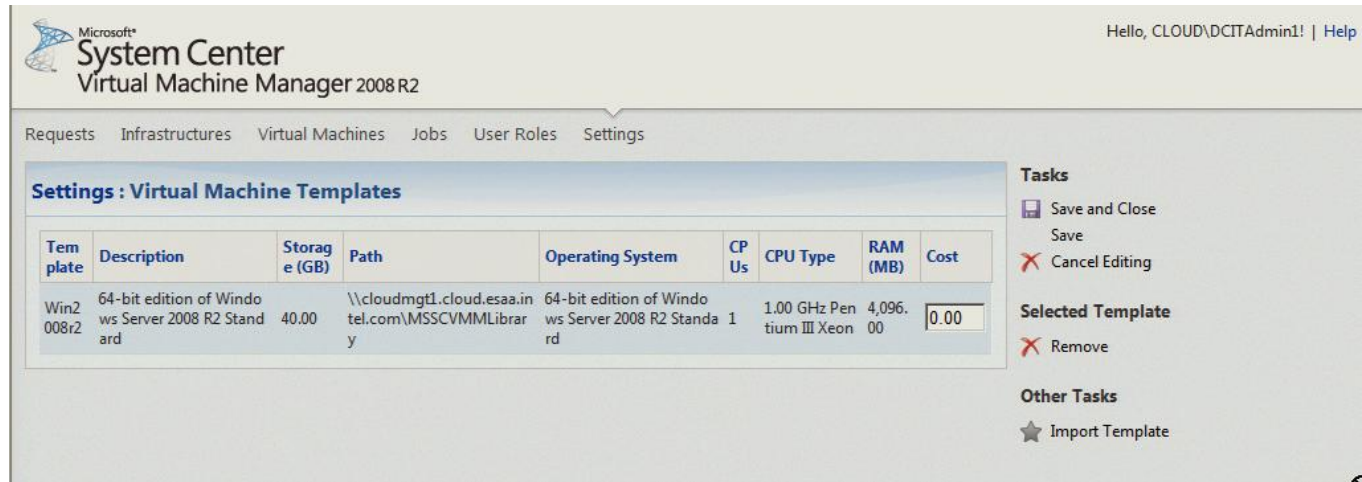 Microsoft®
System Center
Virtual Machine Manager 2008 R2
Hello, CLOUD\DCITAdmin1! | Help
Requests Infrastructures Virtual Machines Jobs User Roles Settings
Settings : Virtual Machine Templates
Tem
plate
Description
Storag
e (GB)
Path
Operating System
CP
Us
CPU Type
RAM
(MB)
Cost
Win2
008r2
64-bit edition of Windo
ws Server 2008 R2 Stand
ard
40.00
\\cloudmgt1.cloud.esaa.in
tel.com\MSSCVMMLibrar
y
64-bit edition of Windo
ws Server 2008 R2 Standa
rd
1
1.00 GHz Pen
tium III Xeon
4,096.
00
0.00
Tasks
Save and Close
Save
Cancel Editing
Selected Template
Remove
Other Tasks
Import Template